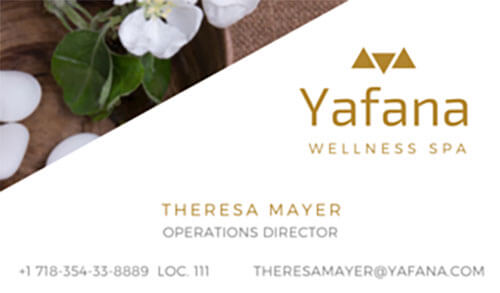 Yafana
WELLNESS SPA
THERESA MAYER
OPERATIONS DIRECTOR
+1 718-354-33-8889 LOC. 111
THERESAMAYER@YAFANA.COM